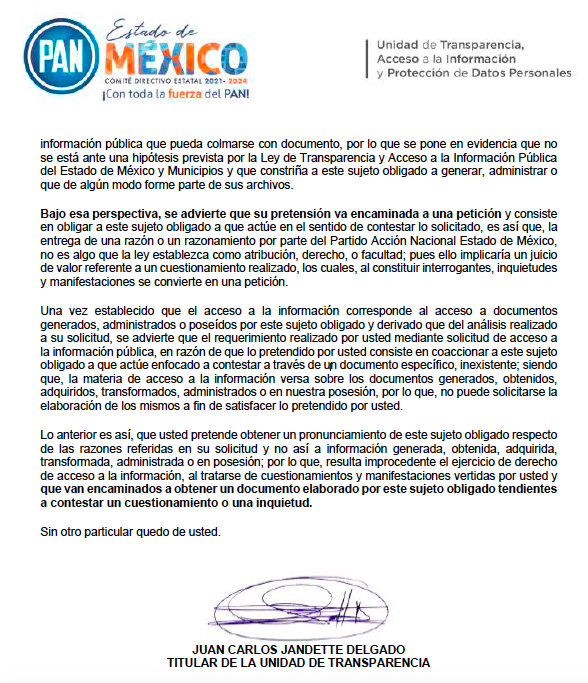 PAN
Estado de
MÉXICO
COMITÉ DIRECTIVO ESTATAL 2021- 2024
¡Con toda la fuerza del PAN!
Unidad de Transparencia,
Acceso a la Información
y Protección de Datos Personales
información pública que pueda colmarse con documento, por lo que se pone en evidencia que no
se está ante una hipótesis prevista por la Ley de Transparencia y Acceso a la Información Pública
del Estado de México y Municipios y que constriña a este sujeto obligado a generar, administrar o
que de algún modo forme parte de sus archivos.
Bajo esa perspectiva, se advierte que su pretensión va encaminada a una petición y consiste
en obligar a este sujeto obligado a que actúe en el sentido de contestar lo solicitado, es así que, la
entrega de una razón o un razonamiento por parte del Partido Acción Nacional Estado de México,
no es algo que la ley establezca como atribución, derecho, o facultad; pues ello implicaría un juicio
de valor referente a un cuestionamiento realizado, los cuales, al constituir interrogantes, inquietudes
y manifestaciones se convierte en una petición.
Una vez establecido que el acceso a la información corresponde al acceso a documentos
generados, administrados o poseídos por este sujeto obligado y derivado que del análisis realizado
a su solicitud, se advierte que el requerimiento realizado por usted mediante solicitud de acceso a
la información pública, en razón de que lo pretendido por usted consiste en coaccionar a este sujeto
obligado a que actúe enfocado a contestar a través de un documento específico, inexistente; siendo
que, la materia de acceso a la información versa sobre los documentos generados, obtenidos,
adquiridos, transformados, administrados o en nuestra posesión, por lo que, no puede solicitarse la
elaboración de los mismos a fin de satisfacer lo pretendido por usted.
Lo anterior es así, que usted pretende obtener un pronunciamiento de este sujeto obligado respecto
de las razones referidas en su solicitud y no así a información generada, obtenida, adquirida,
transformada, administrada o en posesión; por lo que, resulta improcedente el ejercicio de derecho
de acceso a la información, al tratarse de cuestionamientos y manifestaciones vertidas por usted y
que van encaminados a obtener un documento elaborado por este sujeto obligado tendientes
a contestar un cuestionamiento o una inquietud.
Sin otro particular quedo de usted.
JUAN CARLOS JANDETTE DELGADO
TITULAR DE LA UNIDAD DE TRANSPARENCIA